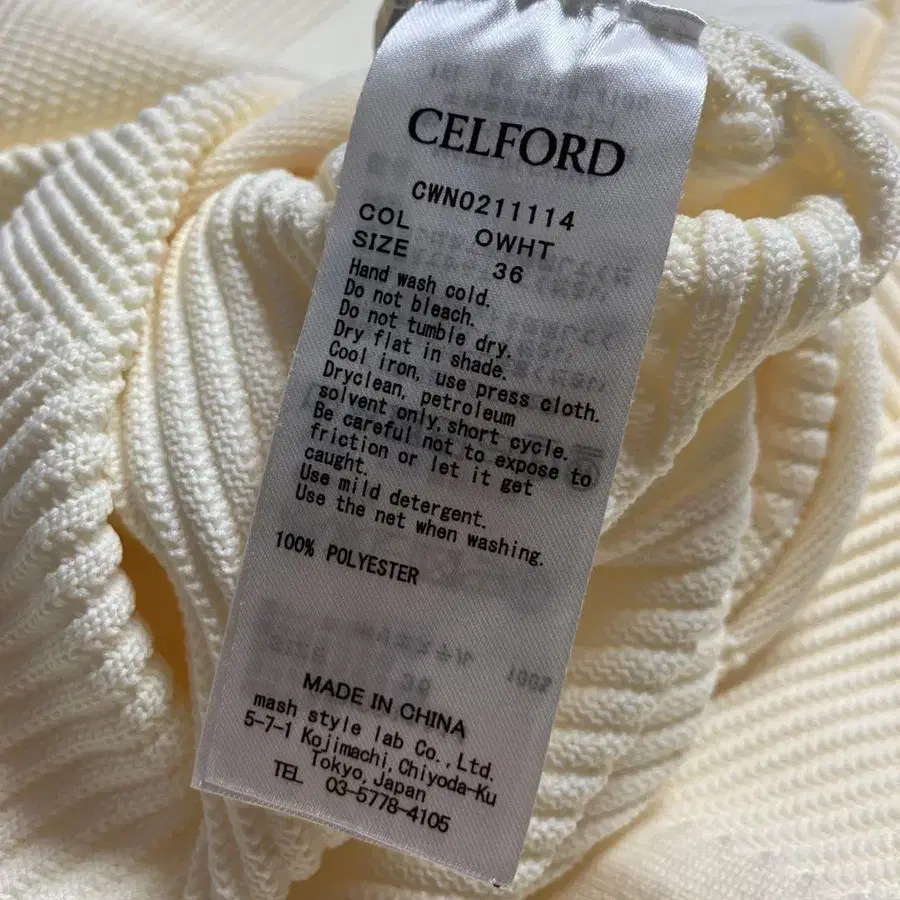 CELFORD
CWN0211114
COL OWHT
SIZE 36
Hand wash cold.
Do not bleach.
Do not tumble dry.
Dry flat in shade.
Cool iron, use press cloth.
Dryclean, petroleum
solvent only, short cycle.
Be careful not to expose to
friction or let it get
caught.
Use mild detergent.
Use the net when washing.
100% POLYESTER
MADE IN CHINA
mash style lab Co.,Ltd.
5-7-1 Kojimachi,Chiyoda-Ku
Tokyo,Japan
TEL 03-5778-4105